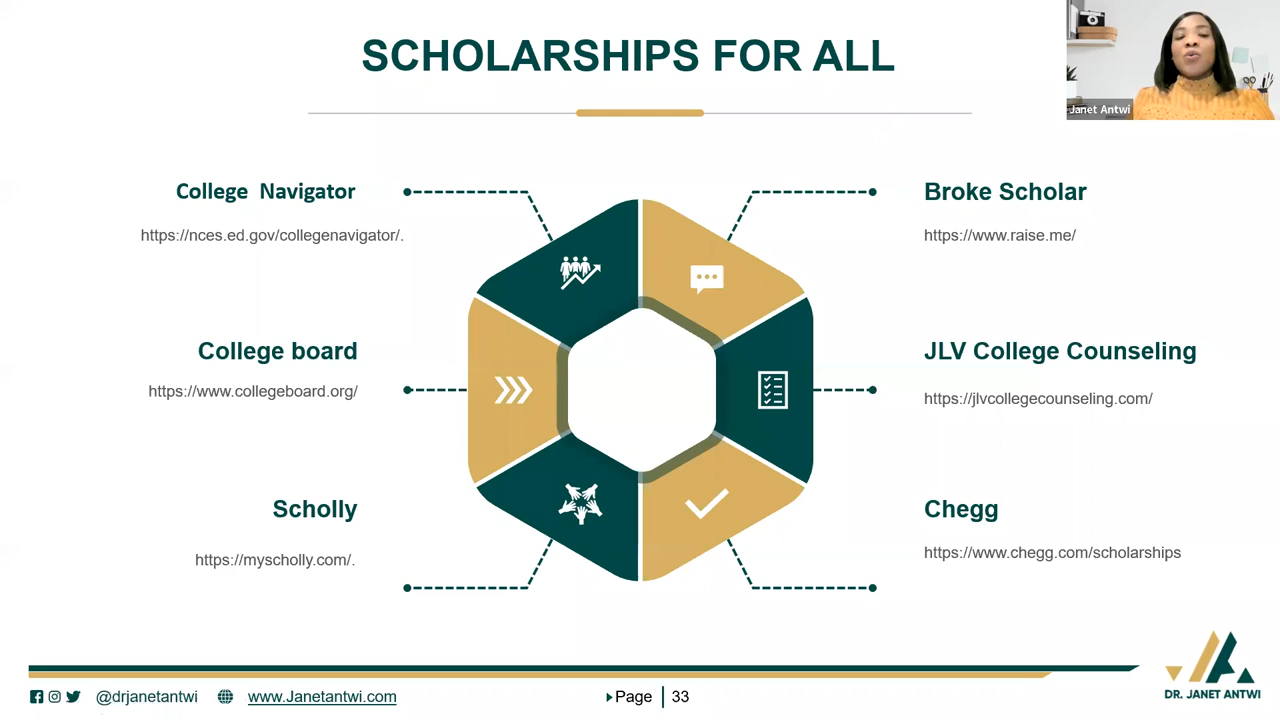 SCHOLARSHIPS FOR ALL
Janet Antwi
College Navigator
https://nces.ed.gov/collegenavigator/.
College board
https://www.collegeboard.org/
Scholly
https://myscholly.com/.
Broke Scholar
https://www.raise.me/
JLV College Counseling
https://jlvcollegecounseling.com/
Chegg
https://www.chegg.com/scholarships
@drjanetantwi
www.Janetantwi.com
Page
33
DR. JANET ANTWI